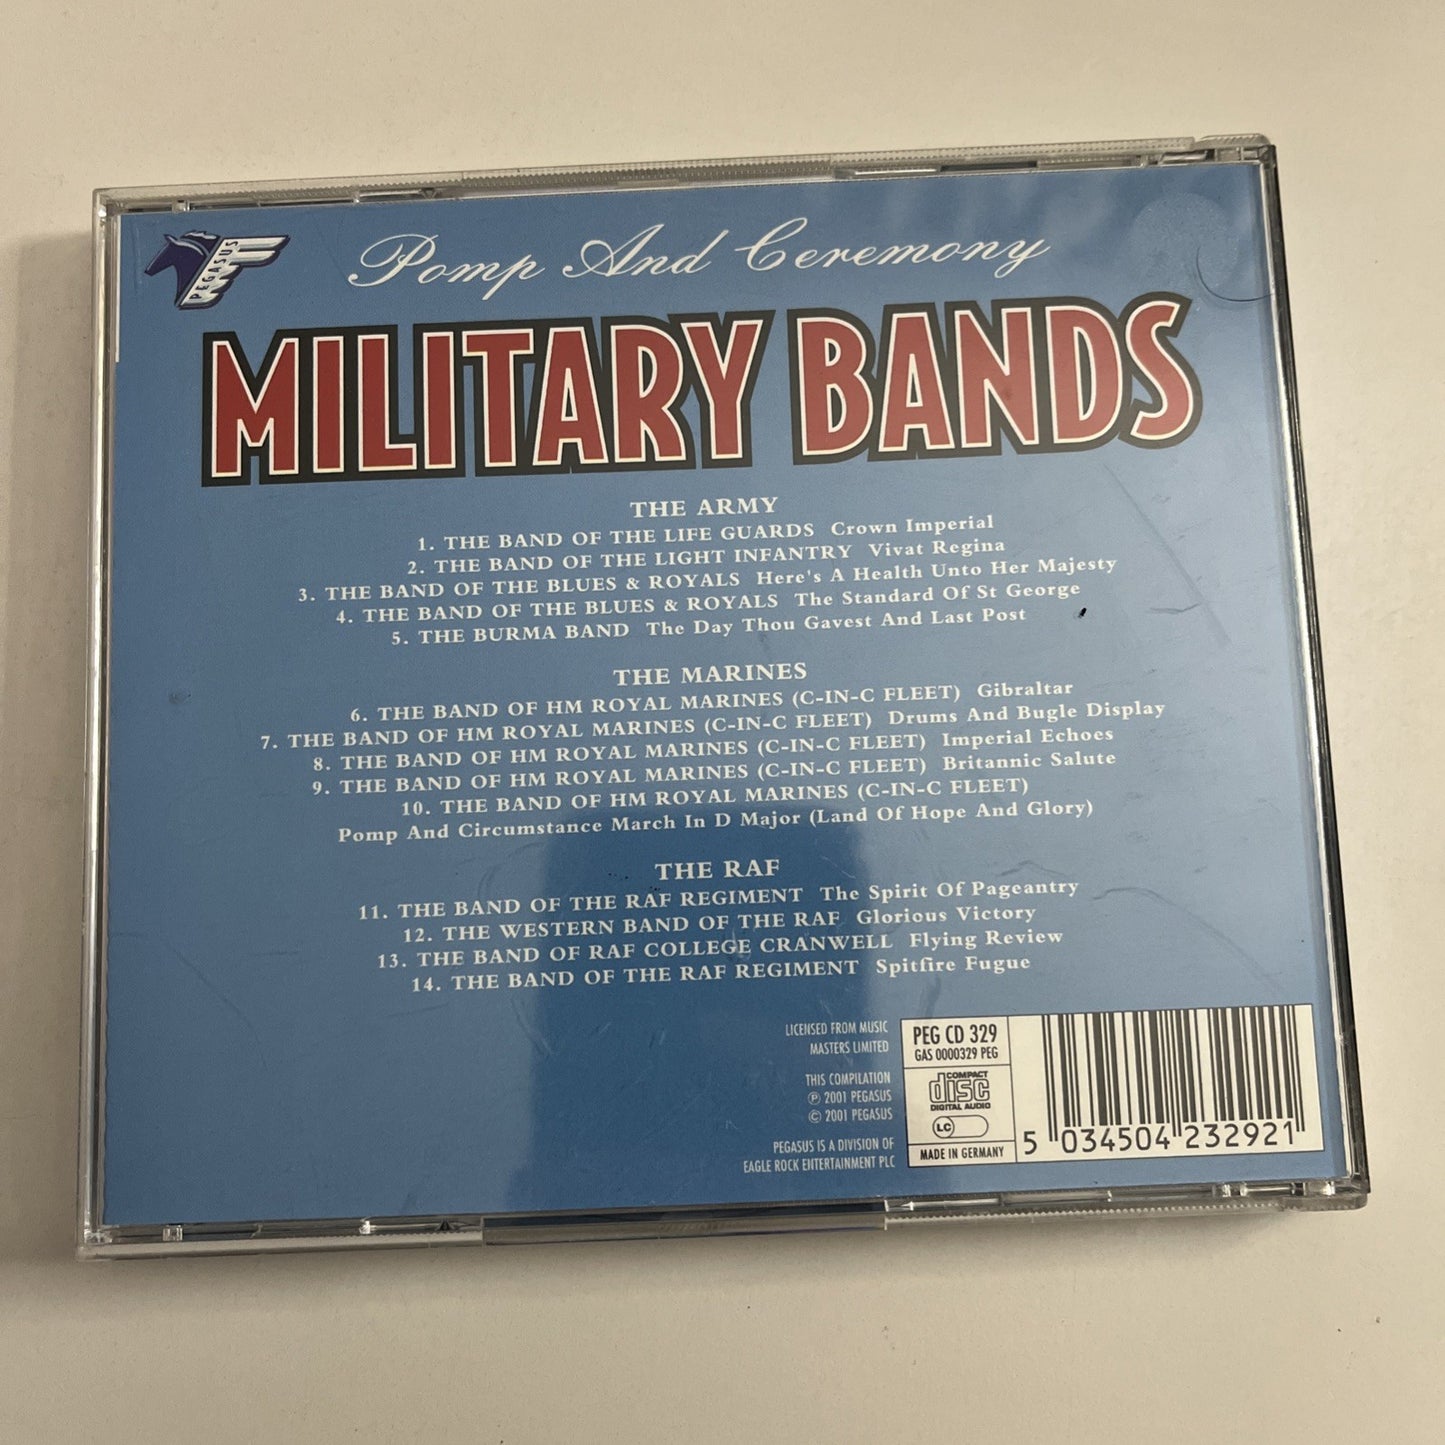 PEGASUS
Pomp And Ceremony
MILITARY BANDS
THE ARMY
1. THE BAND OF THE LIFE GUARDS Crown Imperial
2. THE BAND OF THE LIGHT INFANTRY Vivat Regina
3. THE BAND OF THE BLUES & ROYALS Here's A Health Unto Her Majesty
4. THE BAND OF THE BLUES & ROYALS The Standard Of St George
5. THE BURMA BAND The Day Thou Gavest And Last Post
THE MARINES
6. THE BAND OF HM ROYAL MARINES (C-IN-C FLEET) Gibraltar
7. THE BAND OF HM ROYAL MARINES (C-IN-C FLEET) Drums And Bugle Display
8. THE BAND OF HM ROYAL MARINES (C-IN-C FLEET) Imperial Echoes
9. THE BAND OF HM ROYAL MARINES (C-IN-C FLEET) Britannic Salute
10. THE BAND OF HM ROYAL MARINES (C-IN-C FLEET)
Pomp And Circumstance March In D Major (Land Of Hope And Glory)
THE RAF
11. THE BAND OF THE RAF REGIMENT The Spirit Of Pageantry
12. THE WESTERN BAND OF THE RAF Glorious Victory
13. THE BAND OF RAF COLLEGE CRANWELL Flying Review
14. THE BAND OF THE RAF REGIMENT Spitfire Fugue
LICENSED FROM MUSIC
MASTERS LIMITED
THIS COMPILATION
℗ 2001 PEGASUS
© 2001 PEGASUS
PEGASUS IS A DIVISION OF
EAGLE ROCK ENTERTAINMENT PLC
PEG CD 329
GAS 0000329 PEG
COMPACT
disc
DIGITAL AUDIO
LC
MADE IN GERMANY
5 034504 232921